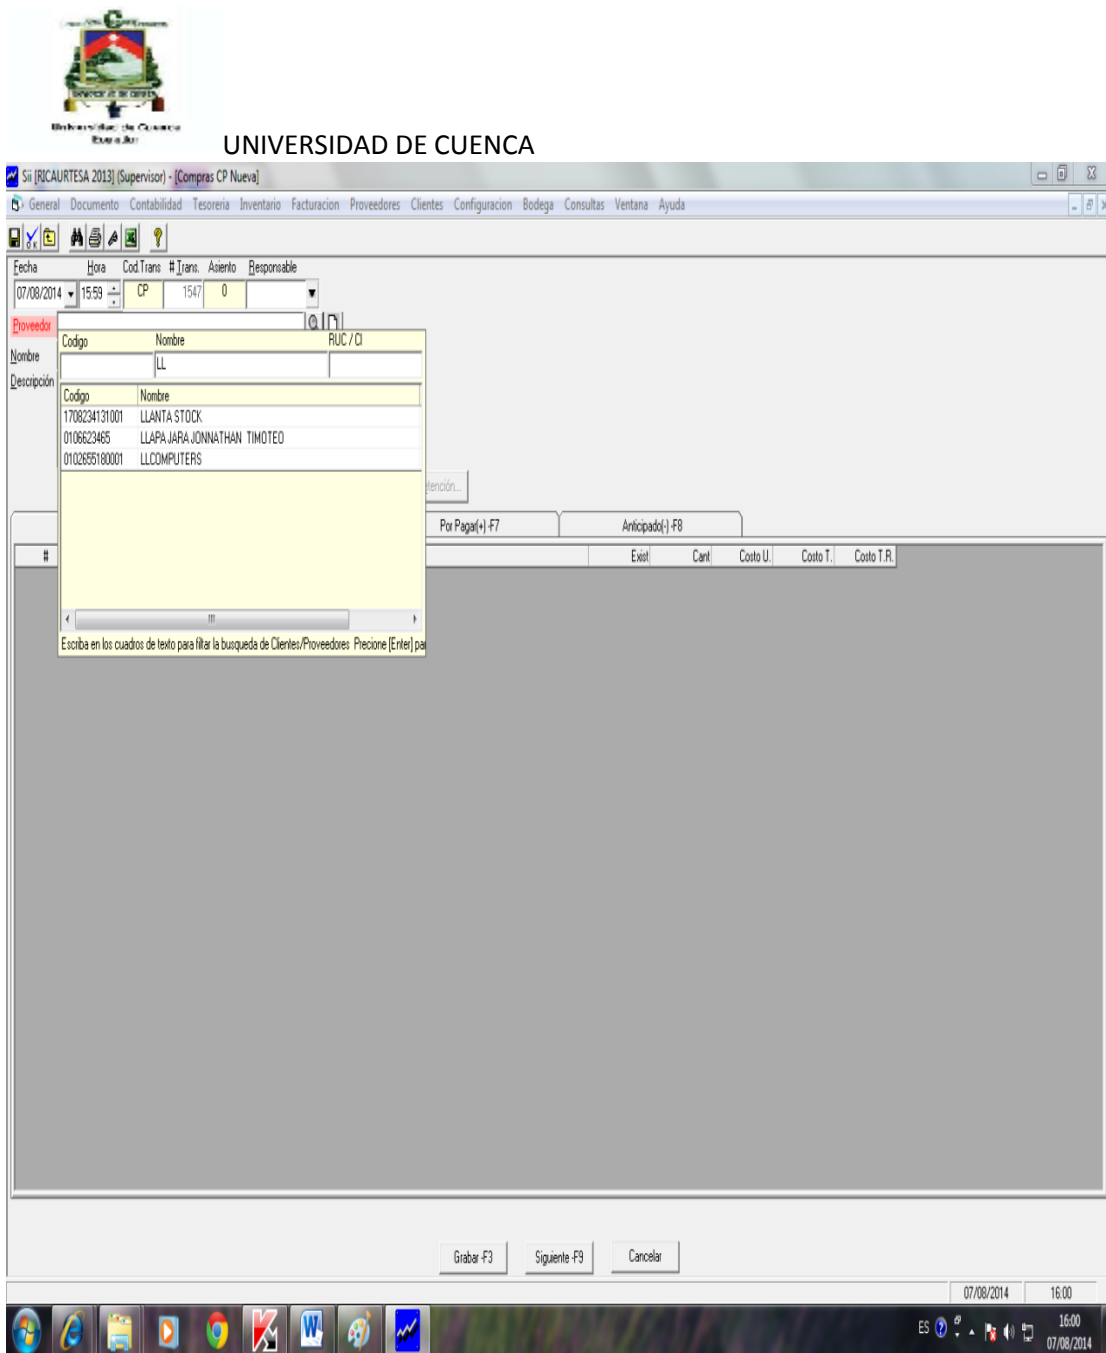 Universidad de Cuenca
Ecuador
UNIVERSIDAD DE CUENCA
Sii [RICAURTESA 2013] (Supervisor) - [Compras CP Nueva]
General Documento Contabilidad Tesoreria Inventario Facturacion Proveedores Clientes Configuracion Bodega Consultas Ventana Ayuda
Fecha Hora Cod.Trans # Trans. Asiento Responsable
07/08/2014 15:59 CP 1547 0
Proveedor
Codigo Nombre RUC / CI
Nombre
LL
Descripción
Codigo Nombre
1708234131001 LLANTA STOCK
0106623465 LLAPA JARA JONNATHAN TIMOTEO
0102655180001 LLCOMPUTERS
etención...
Por Pagar(+) -F7 Anticipado(-) -F8
# Exist Cant Costo U. Costo T. Costo T.R.
Escriba en los cuadros de texto para filtar la busqueda de Clientes/Proveedores Precione [Enter] pa
Grabar -F3 Siguiente -F9 Cancelar
07/08/2014 16:00
ES 16:00
07/08/2014